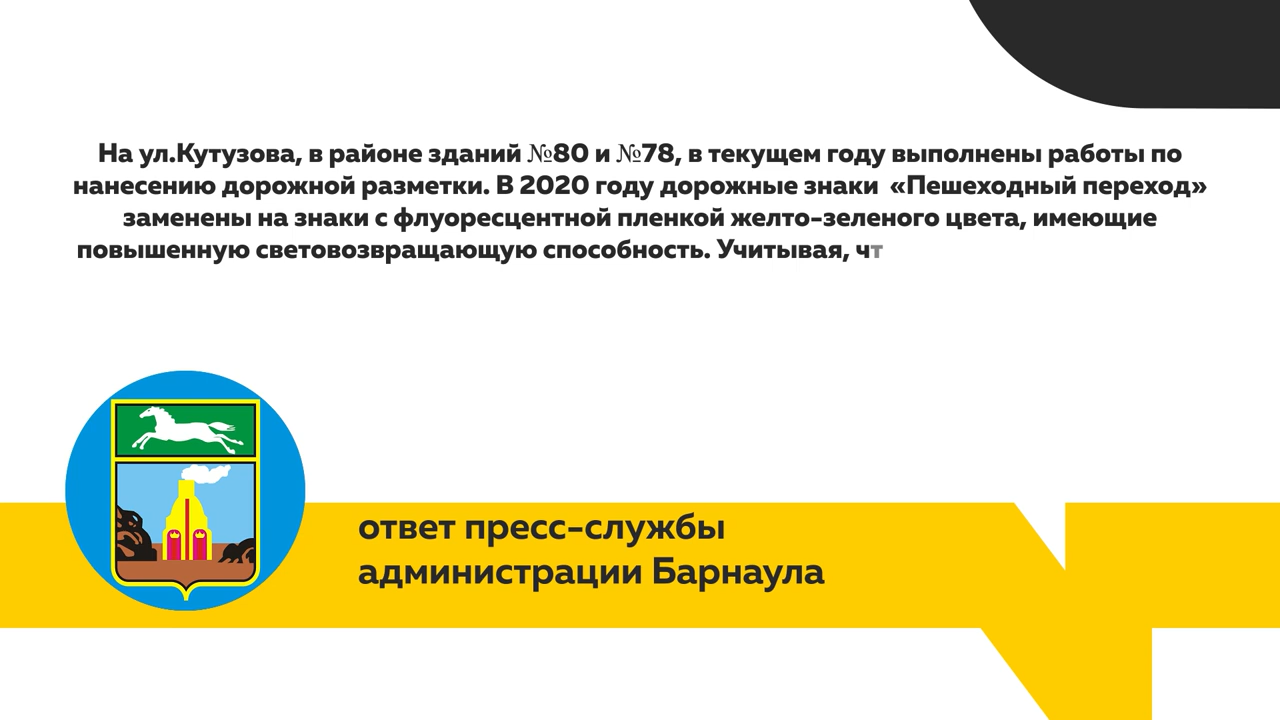 На ул.Кутузова, в районе зданий №80 и №78, в текущем году выполнены работы по
нанесению дорожной разметки. В 2020 году дорожные знаки «Пешеходный переход»
заменены на знаки с флуоресцентной пленкой желто-зеленого цвета, имеющие
повышенную световозвращающую способность. Учитывая, чт
ответ пресс-службы
администрации Барнаула